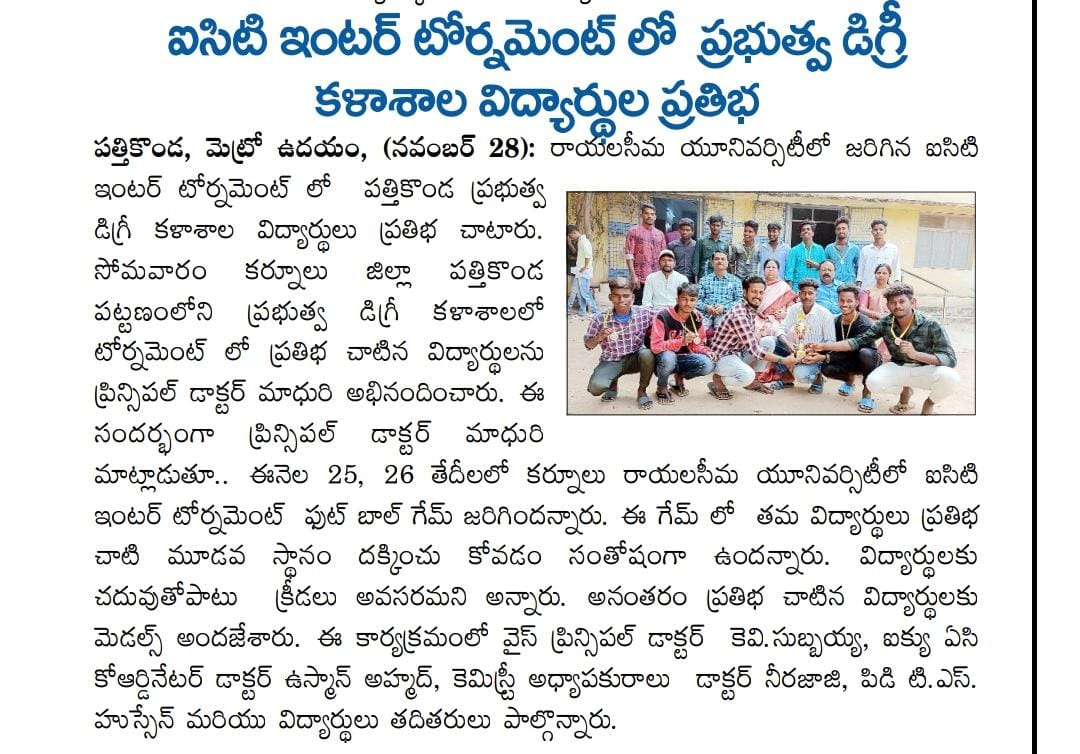 ఐసిటి ఇంటర్ టోర్నమెంట్ లో ప్రభుత్వ డిగ్రీ
కళాశాల విద్యార్థుల ప్రతిభ
పత్తికొండ, మెట్రో ఉదయం, (నవంబర్ 28): రాయలసీమ యూనివర్సిటీలో జరిగిన ఐసిటి
ఇంటర్ టోర్నమెంట్ లో పత్తికొండ ప్రభుత్వ
డిగ్రీ కళాశాల విద్యార్థులు ప్రతిభ చాటారు.
సోమవారం కర్నూలు జిల్లా పత్తికొండ
పట్టణంలోని ప్రభుత్వ డిగ్రీ కళాశాలలో
టోర్నమెంట్ లో ప్రతిభ చాటిన విద్యార్థులను
ప్రిన్సిపల్ డాక్టర్ మాధురి అభినందించారు. ఈ
సందర్భంగా ప్రిన్సిపల్ డాక్టర్ మాధురి
మాట్లాడుతూ.. ఈనెల 25, 26 తేదీలలో కర్నూలు రాయలసీమ యూనివర్సిటీలో ఐసిటి
ఇంటర్ టోర్నమెంట్ ఫుట్ బాల్ గేమ్ జరిగిందన్నారు. ఈ గేమ్ లో తమ విద్యార్థులు ప్రతిభ
చాటి మూడవ స్థానం దక్కించు కోవడం సంతోషంగా ఉందన్నారు. విద్యార్థులకు
చదువుతోపాటు క్రీడలు అవసరమని అన్నారు. అనంతరం ప్రతిభ చాటిన విద్యార్థులకు
మెడల్స్ అందజేశారు. ఈ కార్యక్రమంలో వైస్ ప్రిన్సిపల్ డాక్టర్ కెవి.సుబ్బయ్య, ఐక్యు ఏసి
కోఆర్డినేటర్ డాక్టర్ ఉస్మాన్ అహ్మద్, కెమిస్ట్రీ అధ్యాపకురాలు డాక్టర్ నీరజాజి, పిడి టి.ఎస్.
హుస్సేన్ మరియు విద్యార్థులు తదితరులు పాల్గొన్నారు.